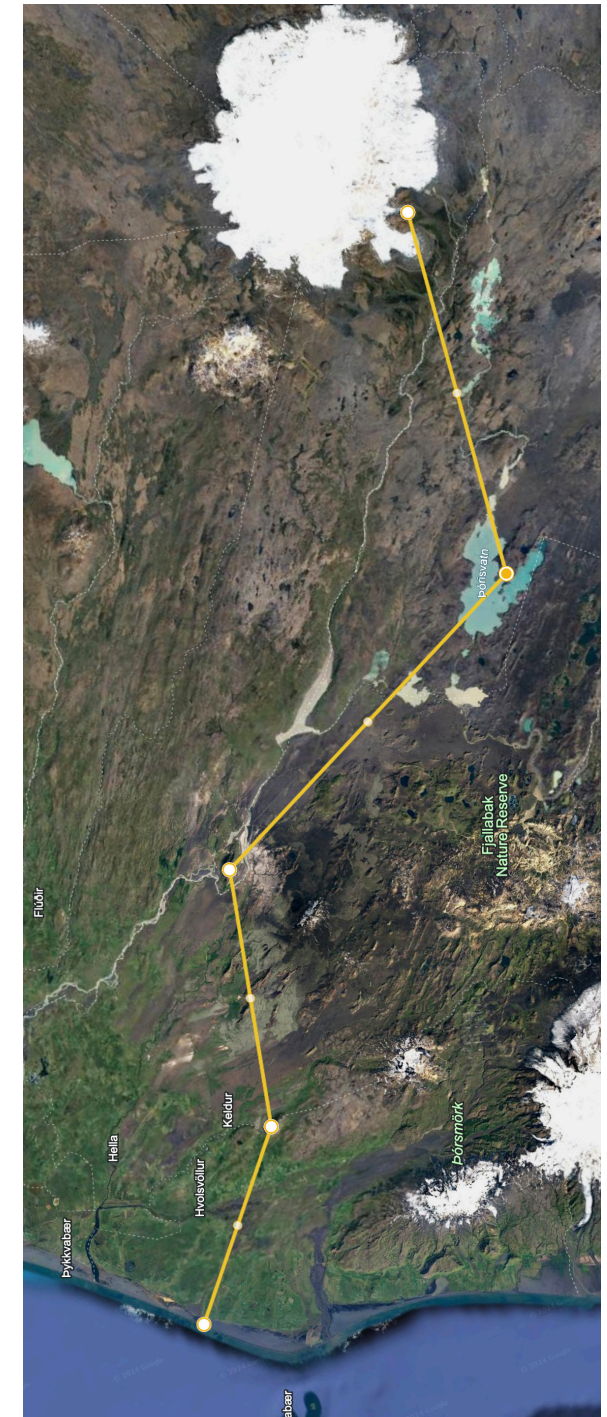 Þórisvatn
Fjallabak
Nature Reserve
Flúðir
Keldur
Hella
Þórsmörk
Hvolsvöllur
Þykkvabær